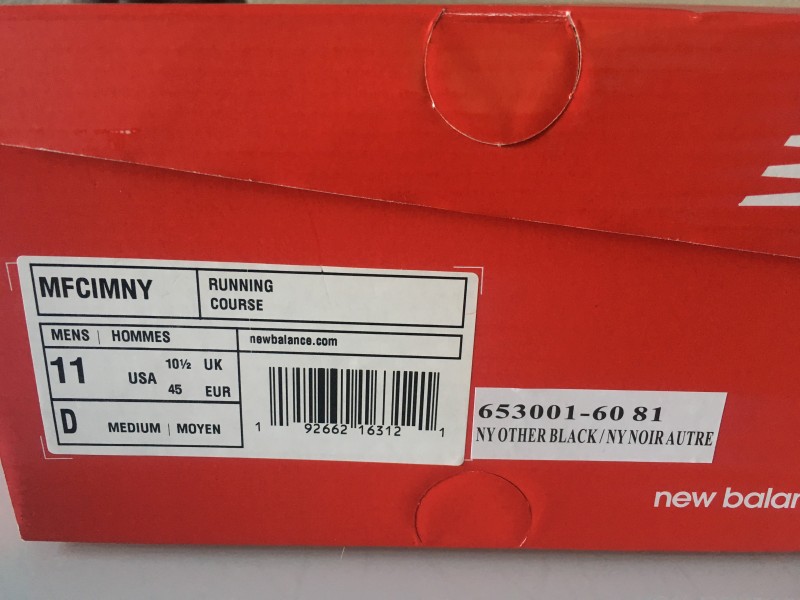 MFCIMNY
RUNNING
COURSE
MENS | HOMMES
newbalance.com
11 USA 10½ UK
45 EUR
D MEDIUM | MOYEN
1 92662 16312 1
653001-60 81
NY OTHER BLACK / NY NOIR AUTRE
new balan